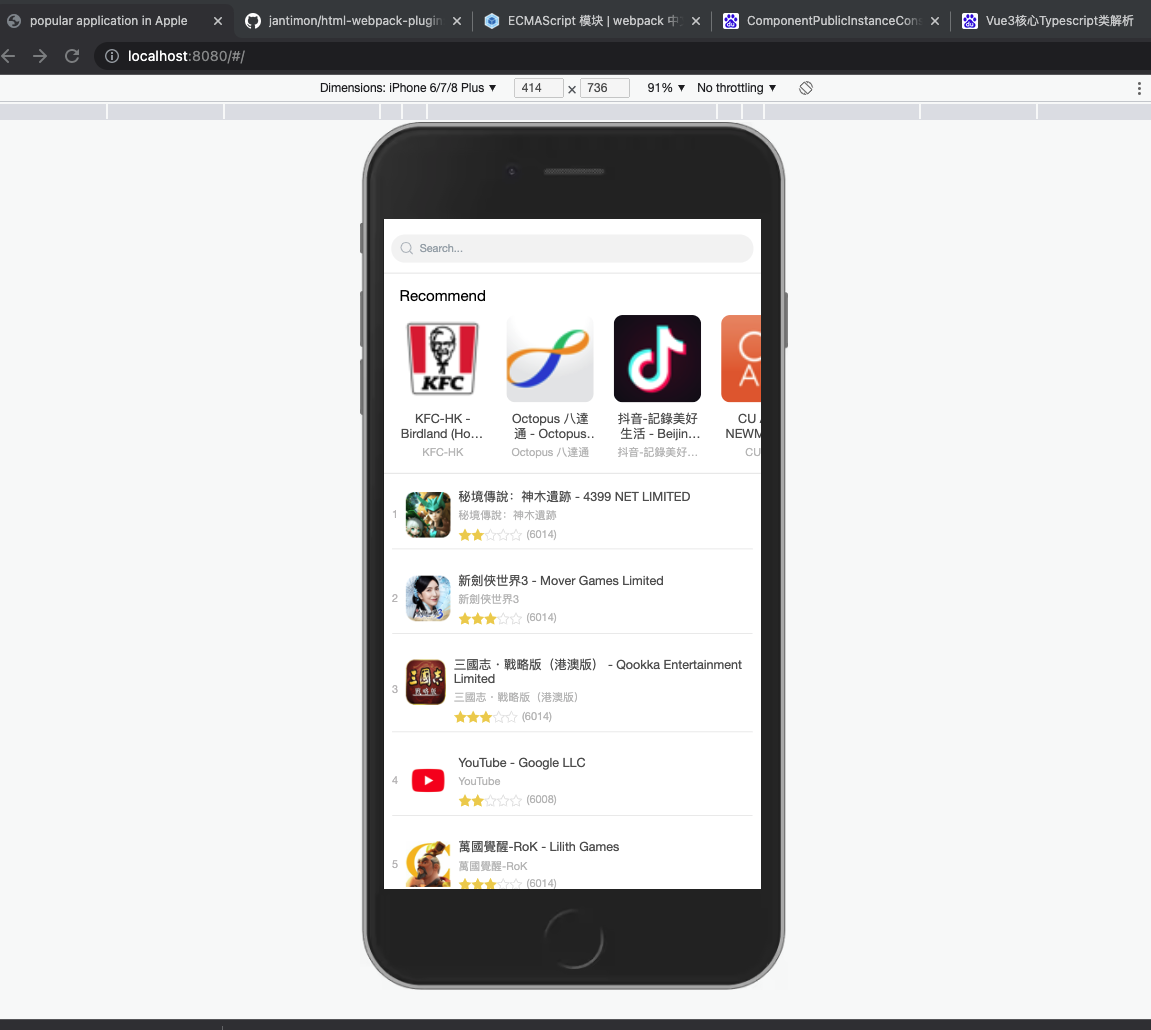 popular application in Apple
jantimon/html-webpack-plugin
ECMAScript 模块 | webpack 中
ComponentPublicInstanceCons
Vue3核心Typescript类解析
localhost:8080/#/
Dimensions: iPhone 6/7/8 Plus ▼ 414 × 736 91% ▼ No throttling ▼
Search...
Recommend
KFC
KFC-HK -
Birdland (Ho...
KFC-HK
Octopus 八達
通 - Octopus..
Octopus 八達通
抖音-記錄美好
生活 - Beijin...
抖音-記錄美好...
CU
NEWM
CU
1
秘境傳說：神木遺跡 - 4399 NET LIMITED
秘境傳說：神木遺跡
(6014)
2
新劍俠世界3 - Mover Games Limited
新劍俠世界3
(6014)
3
三國志
戰略版
三國志・戰略版（港澳版） - Qookka Entertainment
Limited
三國志・戰略版（港澳版）
(6014)
4
YouTube - Google LLC
YouTube
(6008)
5
萬國覺醒-RoK - Lilith Games
萬國覺醒-RoK
(6014)